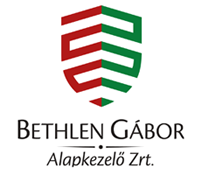 BETHLEN GÁBOR
Alapkezelő Zrt.